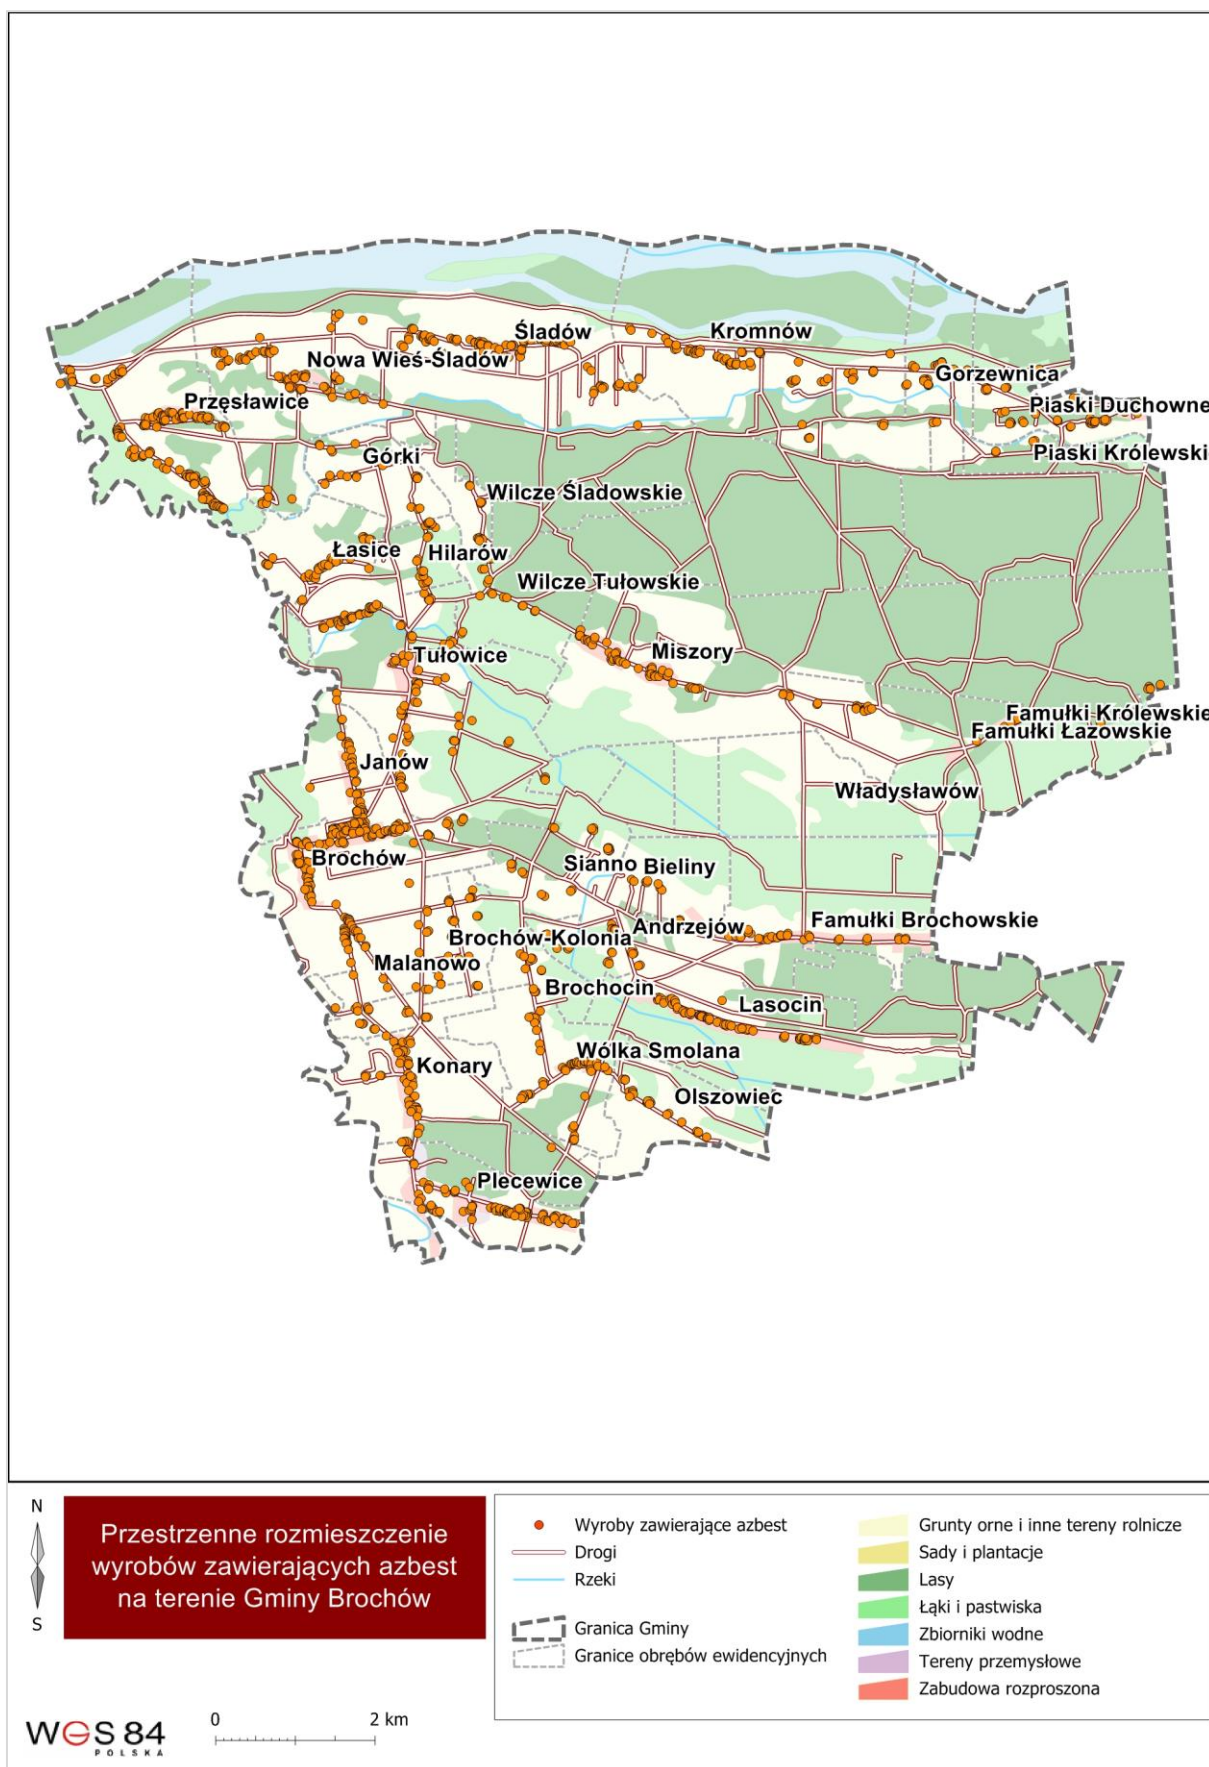 Śladów
Kromnów
Nowa Wieś-Śladów
Gorzewnica
Przęsławice
Piaski Duchowne
Górki
Piaski Królewski
Wilcze Śladowskie
Łasice
Hilarów
Wilcze Tułowskie
Tułowice
Miszory
Famułki Królewskie
Famułki Łazowskie
Janów
Władysławów
Brochów
Sianno
Bieliny
Andrzejów
Famułki Brochowskie
Brochów-Kolonia
Malanowo
Brochocin
Lasocin
Wólka Smolana
Konary
Olszowiec
Plecewice
N
S
Przestrzenne rozmieszczenie
wyrobów zawierających azbest
na terenie Gminy Brochów
Wyroby zawierające azbest
Drogi
Rzeki
Granica Gminy
Granice obrębów ewidencyjnych
Grunty orne i inne tereny rolnicze
Sady i plantacje
Lasy
Łąki i pastwiska
Zbiorniki wodne
Tereny przemysłowe
Zabudowa rozproszona
WGS 84
POLSKA
0 2 km